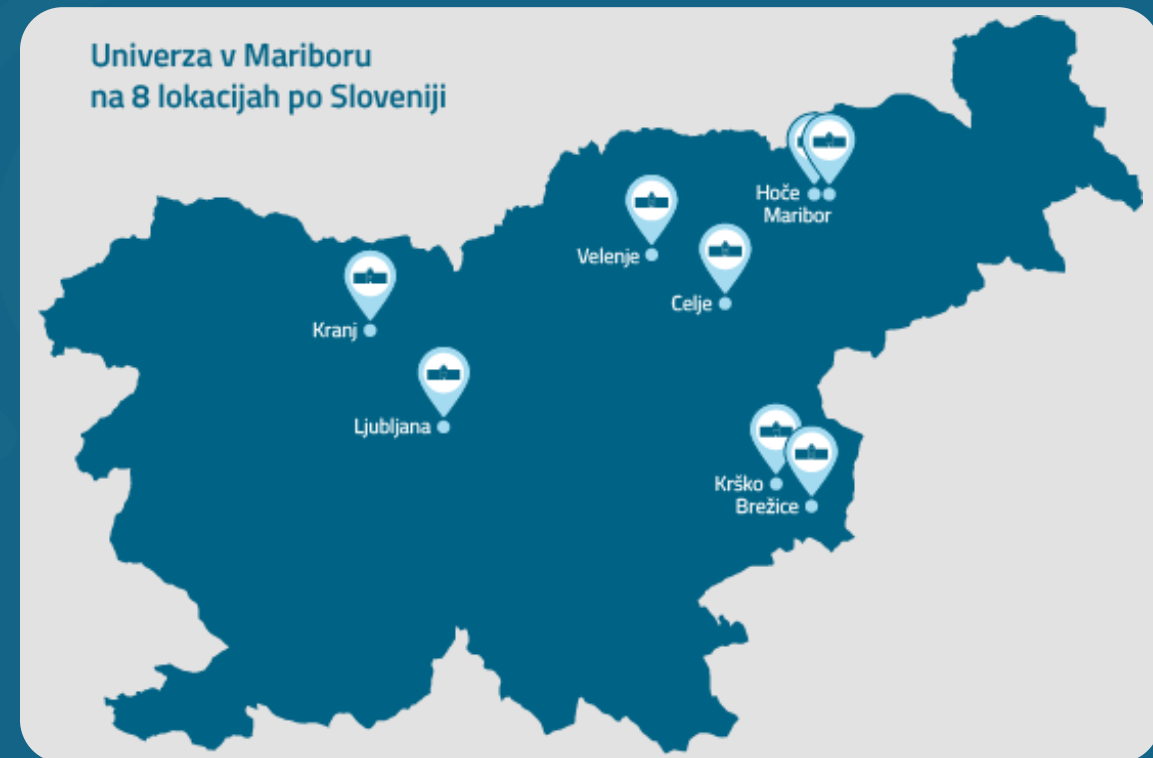 Univerza v Mariboru
na 8 lokacijah po Sloveniji
Hoče
Maribor
Velenje
Celje
Kranj
Ljubljana
Krško
Brežice